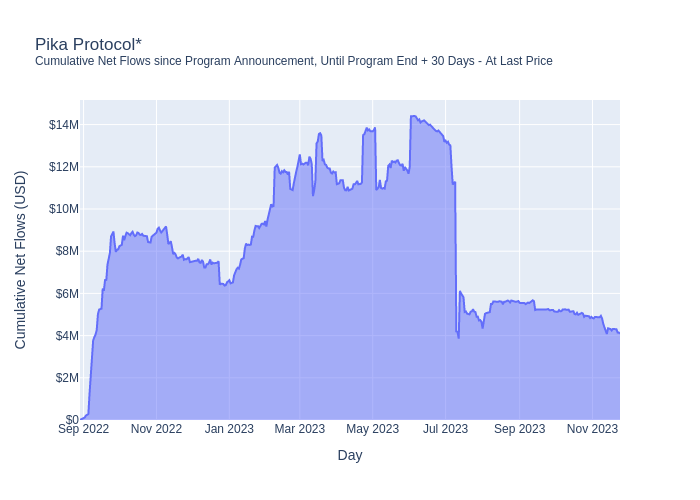 Pika Protocol*
Cumulative Net Flows since Program Announcement, Until Program End + 30 Days - At Last Price
Cumulative Net Flows (USD)
$14M
$12M
$10M
$8M
$6M
$4M
$2M
$0
Sep 2022 Nov 2022 Jan 2023 Mar 2023 May 2023 Jul 2023 Sep 2023 Nov 2023
Day